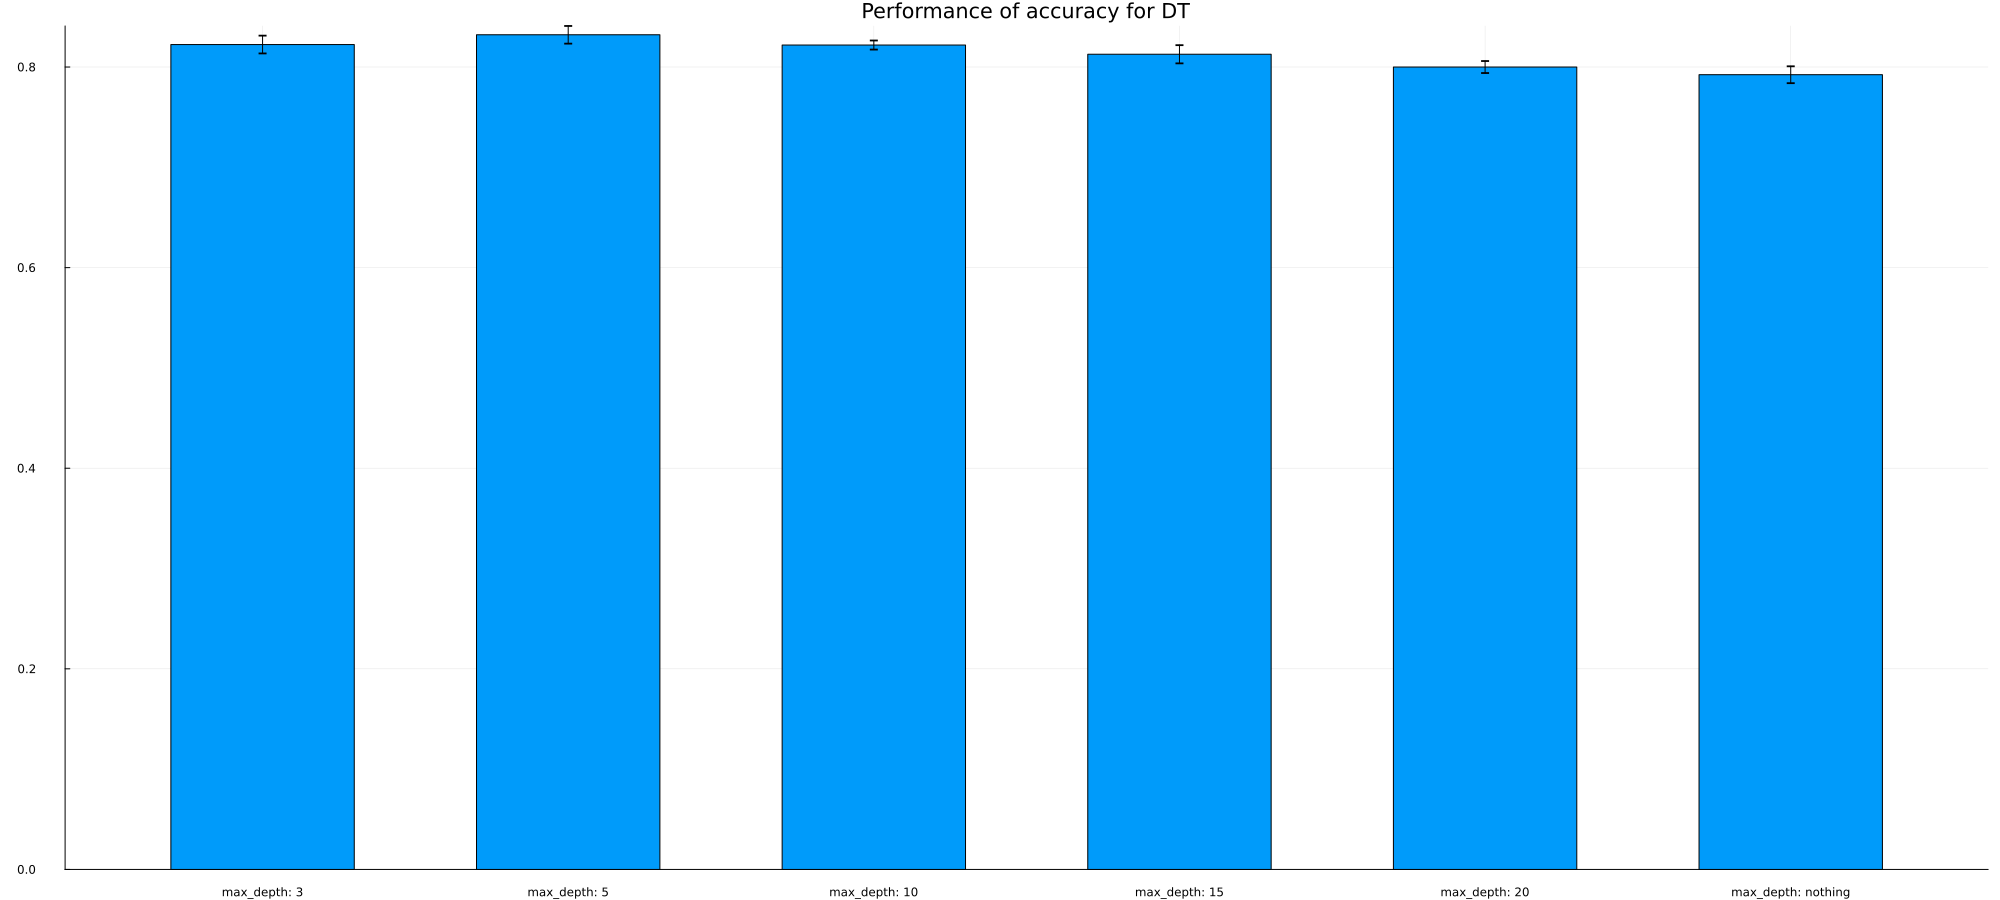 Performance of accuracy for DT
0.8
0.6
0.4
0.2
0.0
max_depth: 3
max_depth: 5
max_depth: 10
max_depth: 15
max_depth: 20
max_depth: nothing